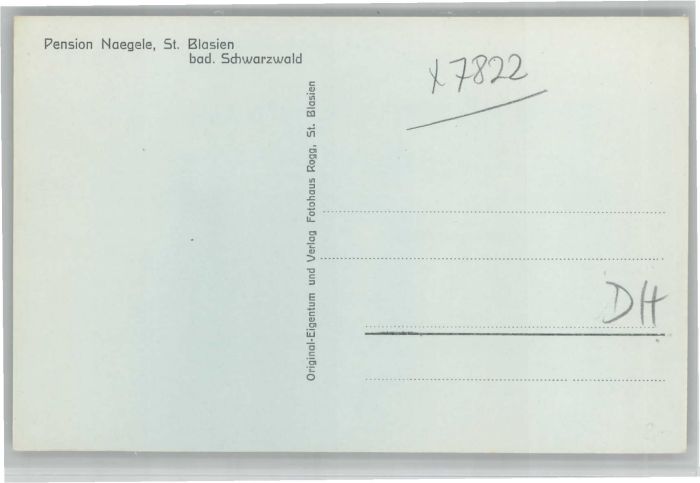 Pension Naegele, St. Blasien
bad. Schwarzwald
Original-Eigentum und Verlag Fotohaus Rogg, St. Blasien
x 7822
DH